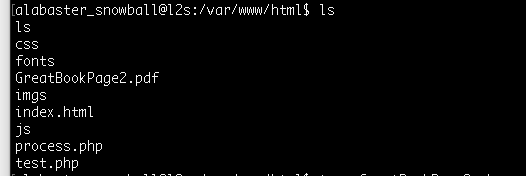 [alabaster_snowball@l2s:/var/www/html$ ls
ls
css
fonts
GreatBookPage2.pdf
imgs
index.html
js
process.php
test.php